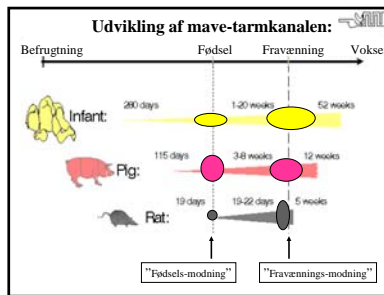 Udvikling af mave-tarmkanalen:
Befrugtning Fødsel Fravænning Vokse
280 days 1-20 weeks 52 weeks
Infant:
115 days 3-8 weeks 12 weeks
Pig:
19 days 19-22 days 5 weeks
Rat:
"Fødsels-modning" "Fravænnings-modning"